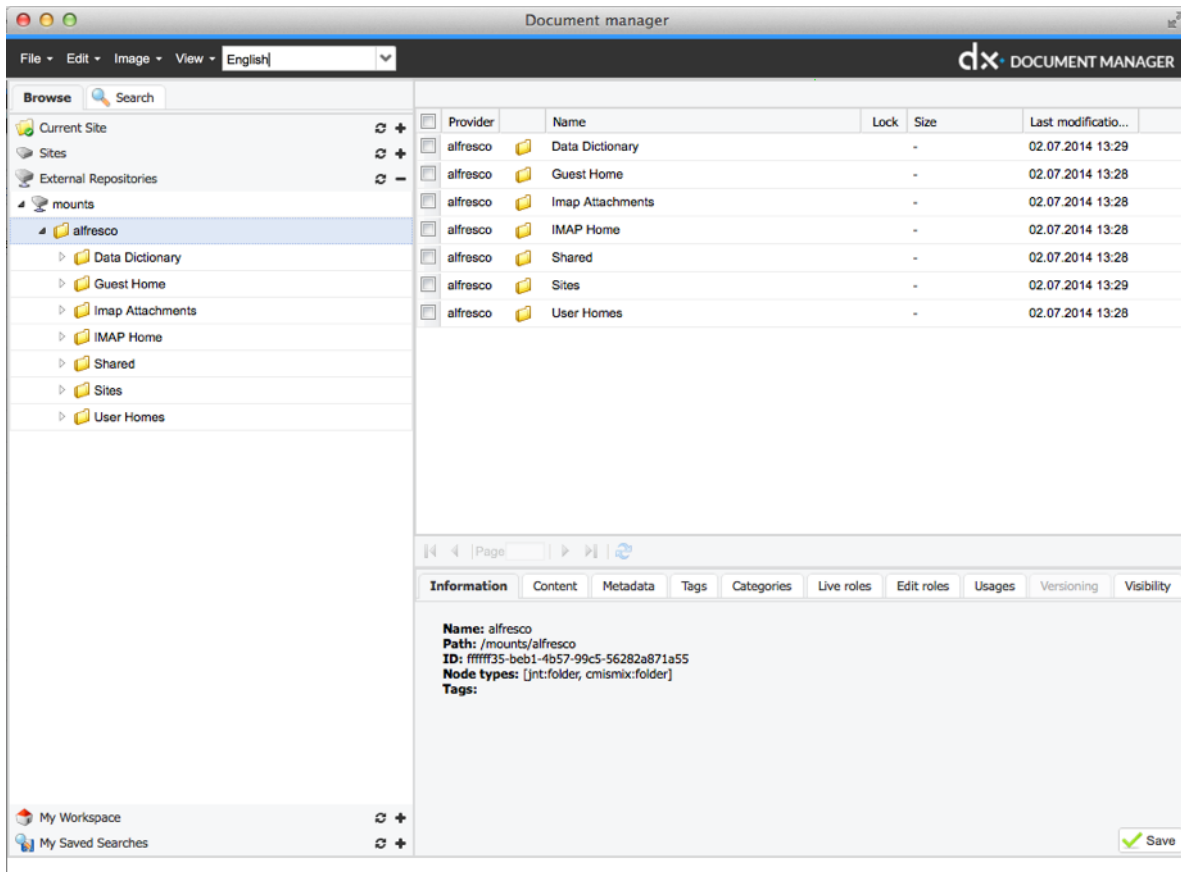 Document manager
File Edit Image View English
dx DOCUMENT MANAGER
Browse Search
Current Site
Sites
External Repositories
mounts
alfresco
Data Dictionary
Guest Home
Imap Attachments
IMAP Home
Shared
Sites
User Homes
My Workspace
My Saved Searches
Provider Name Lock Size Last modificatio...
alfresco Data Dictionary - 02.07.2014 13:29
alfresco Guest Home - 02.07.2014 13:28
alfresco Imap Attachments - 02.07.2014 13:28
alfresco IMAP Home - 02.07.2014 13:28
alfresco Shared - 02.07.2014 13:28
alfresco Sites - 02.07.2014 13:29
alfresco User Homes - 02.07.2014 13:28
Page
Information Content Metadata Tags Categories Live roles Edit roles Usages Versioning Visibility
Name: alfresco
Path: /mounts/alfresco
ID: ffffff35-beb1-4b57-99c5-56282a871a55
Node types: [jnt:folder, cmismix:folder]
Tags:
Save